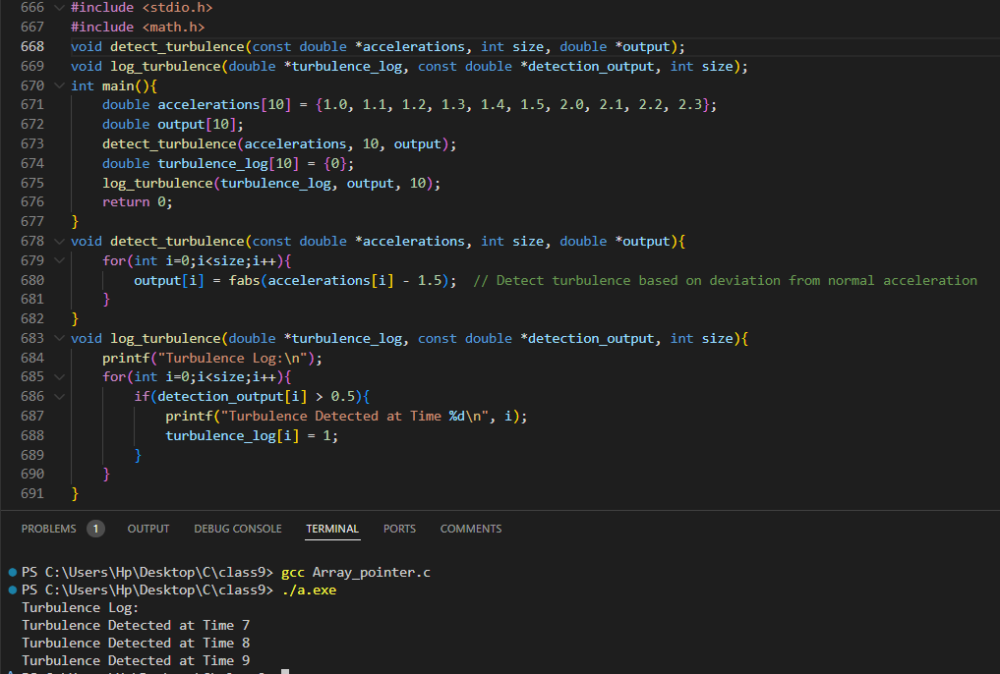 666 #include <stdio.h>
667 #include <math.h>
668 void detect_turbulence(const double *accelerations, int size, double *output);
669 void log_turbulence(double *turbulence_log, const double *detection_output, int size);
670 int main(){
671 double accelerations[10] = {1.0, 1.1, 1.2, 1.3, 1.4, 1.5, 2.0, 2.1, 2.2, 2.3};
672 double output[10];
673 detect_turbulence(accelerations, 10, output);
674 double turbulence_log[10] = {0};
675 log_turbulence(turbulence_log, output, 10);
676 return 0;
677 }
678 void detect_turbulence(const double *accelerations, int size, double *output){
679 for(int i=0;i<size;i++){
680 output[i] = fabs(accelerations[i] - 1.5);  // Detect turbulence based on deviation from normal acceleration
681 }
682 }
683 void log_turbulence(double *turbulence_log, const double *detection_output, int size){
684 printf("Turbulence Log:\n");
685 for(int i=0;i<size;i++){
686 if(detection_output[i] > 0.5){
687 printf("Turbulence Detected at Time %d\n", i);
688 turbulence_log[i] = 1;
689 }
690 }
691 }
PROBLEMS 1 OUTPUT DEBUG CONSOLE TERMINAL PORTS COMMENTS
PS C:\Users\Hp\Desktop\C\class9> gcc Array_pointer.c
PS C:\Users\Hp\Desktop\C\class9> ./a.exe
Turbulence Log:
Turbulence Detected at Time 7
Turbulence Detected at Time 8
Turbulence Detected at Time 9